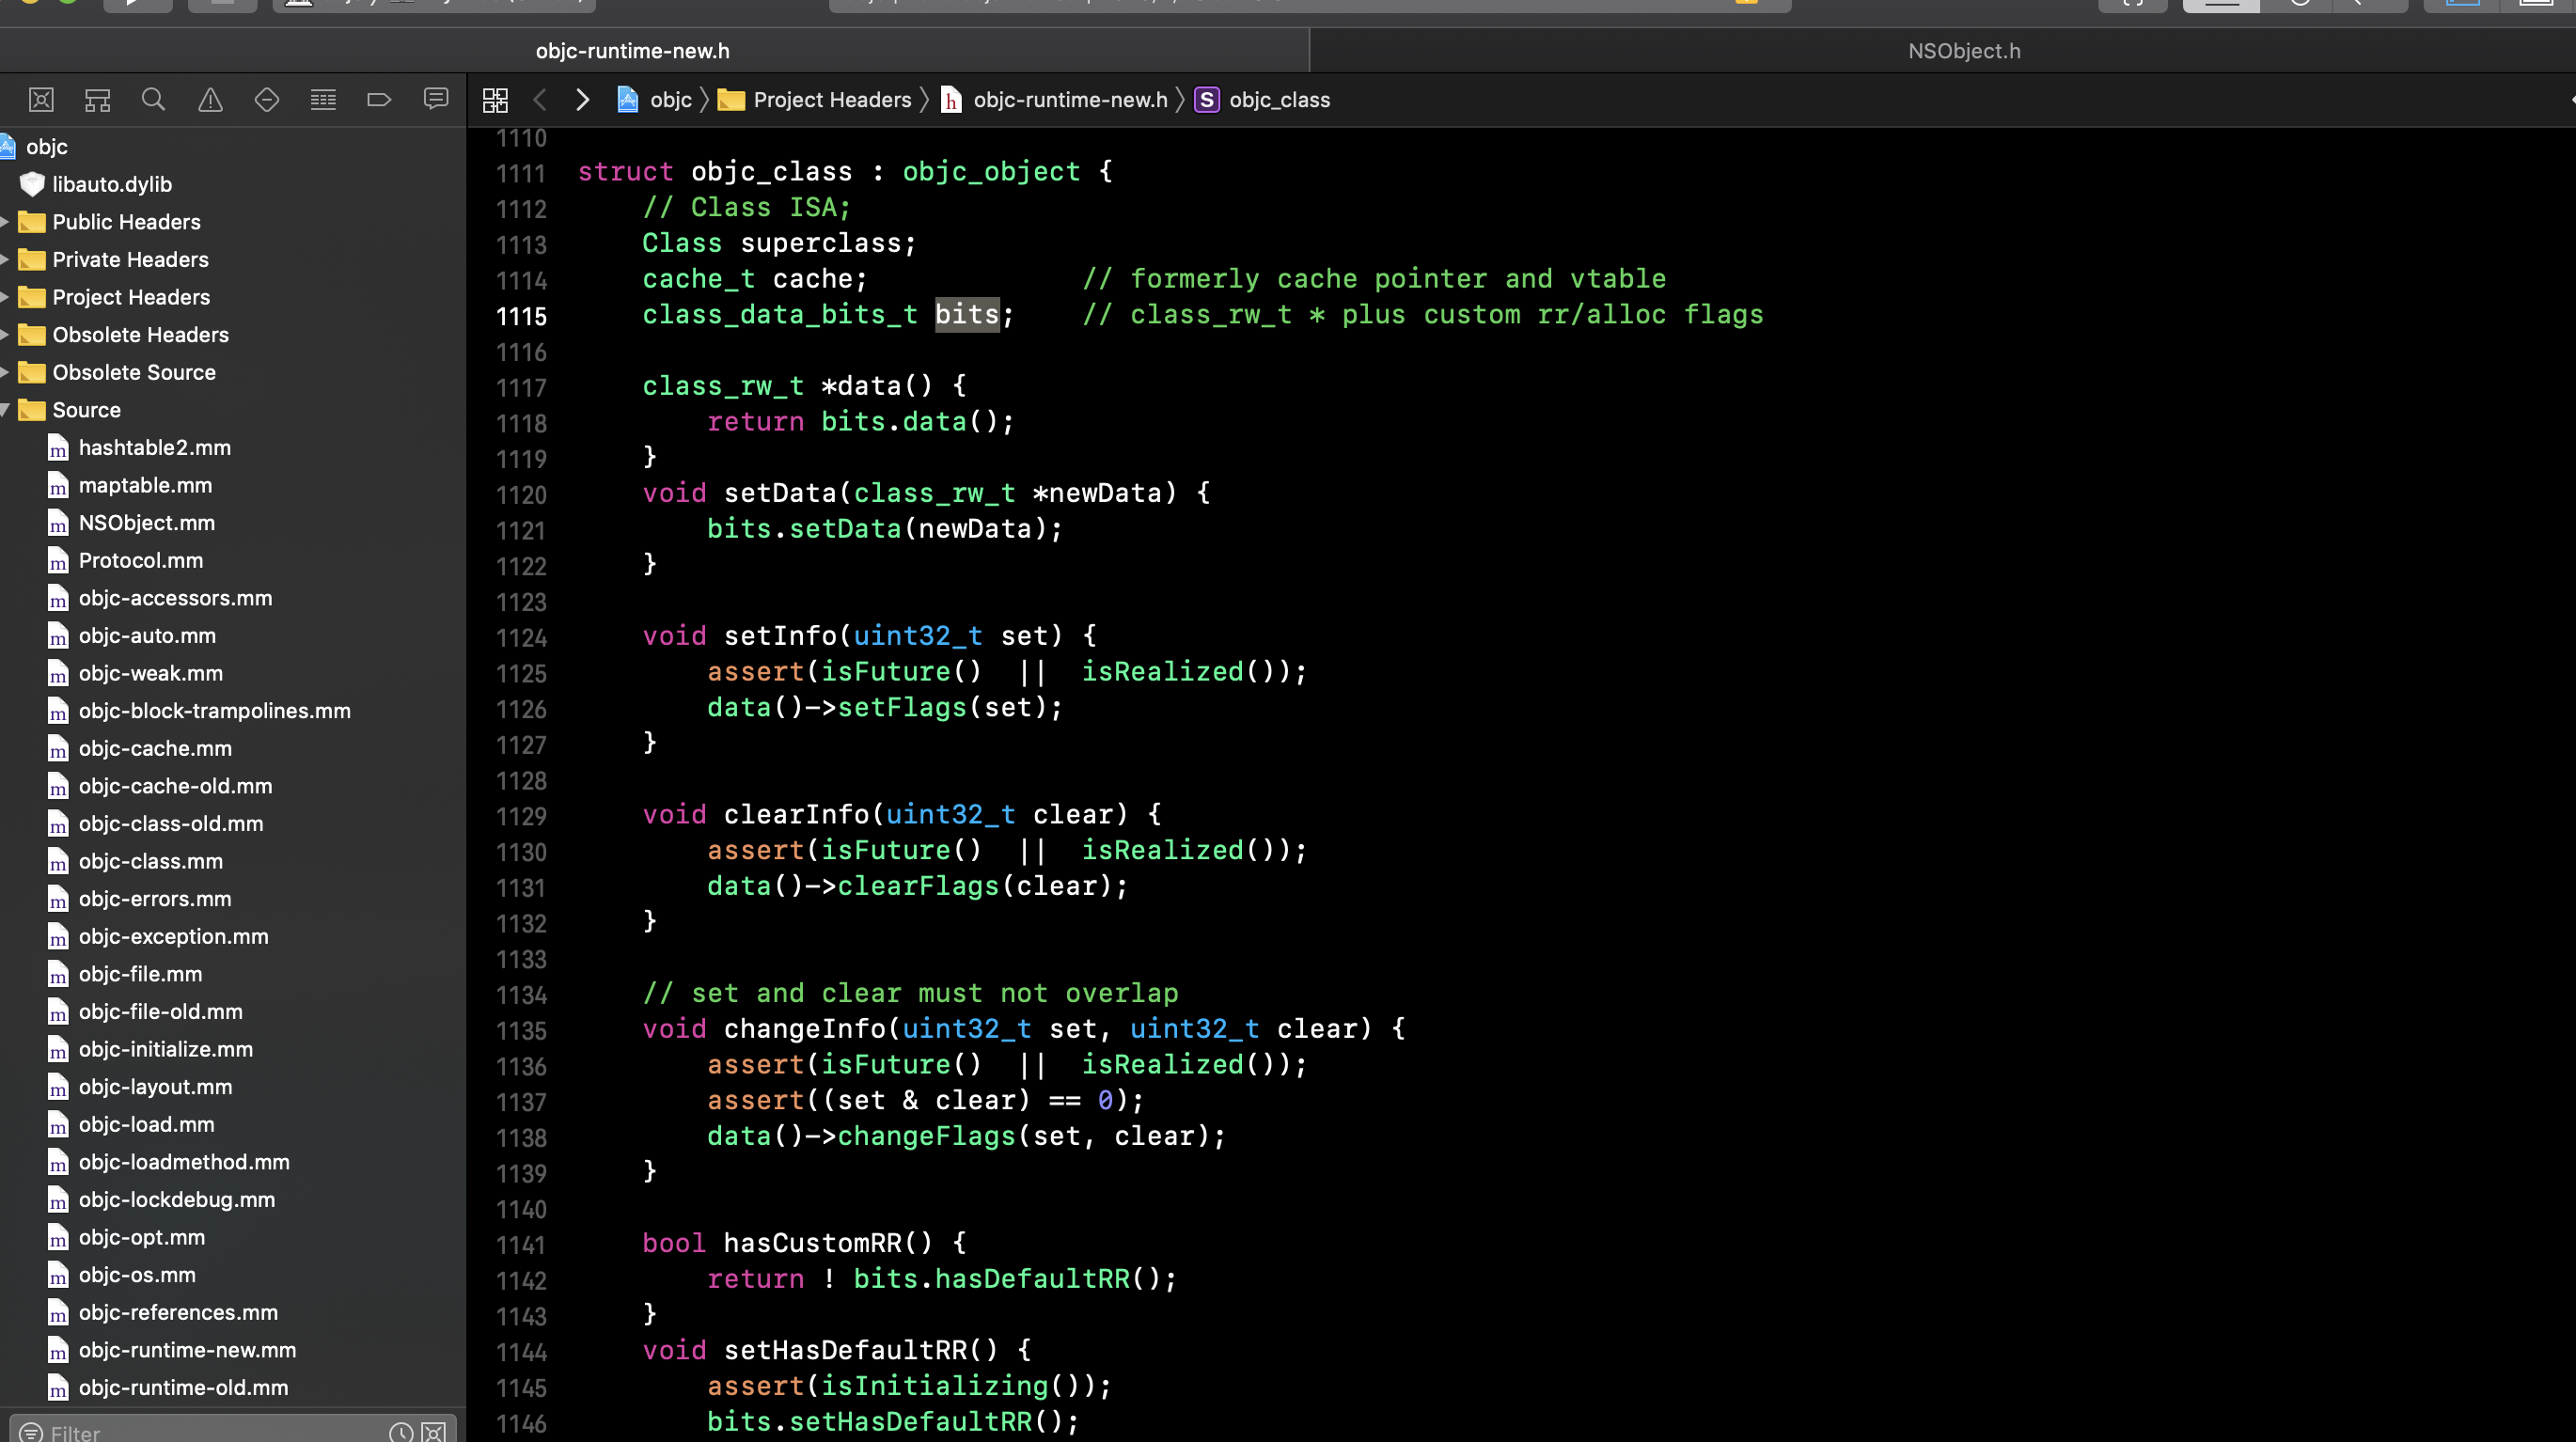 objc-runtime-new.h
NSObject.h
objc
Project Headers
objc-runtime-new.h
S
objc_class
objc
libauto.dylib
Public Headers
Private Headers
Project Headers
Obsolete Headers
Obsolete Source
Source
hashtable2.mm
maptable.mm
NSObject.mm
Protocol.mm
objc-accessors.mm
objc-auto.mm
objc-weak.mm
objc-block-trampolines.mm
objc-cache.mm
objc-cache-old.mm
objc-class-old.mm
objc-class.mm
objc-errors.mm
objc-exception.mm
objc-file.mm
objc-file-old.mm
objc-initialize.mm
objc-layout.mm
objc-load.mm
objc-loadmethod.mm
objc-lockdebug.mm
objc-opt.mm
objc-os.mm
objc-references.mm
objc-runtime-new.mm
objc-runtime-old.mm
Filter
1110
1111 struct objc_class : objc_object {
1112     // Class ISA;
1113     Class superclass;
1114     cache_t cache;             // formerly cache pointer and vtable
1115     class_data_bits_t bits;    // class_rw_t * plus custom rr/alloc flags
1116
1117     class_rw_t *data() {
1118         return bits.data();
1119     }
1120     void setData(class_rw_t *newData) {
1121         bits.setData(newData);
1122     }
1123
1124     void setInfo(uint32_t set) {
1125         assert(isFuture()  ||  isRealized());
1126         data()->setFlags(set);
1127     }
1128
1129     void clearInfo(uint32_t clear) {
1130         assert(isFuture()  ||  isRealized());
1131         data()->clearFlags(clear);
1132     }
1133
1134     // set and clear must not overlap
1135     void changeInfo(uint32_t set, uint32_t clear) {
1136         assert(isFuture()  ||  isRealized());
1137         assert((set & clear) == 0);
1138         data()->changeFlags(set, clear);
1139     }
1140
1141     bool hasCustomRR() {
1142         return ! bits.hasDefaultRR();
1143     }
1144     void setHasDefaultRR() {
1145         assert(isInitializing());
1146         bits.setHasDefaultRR();